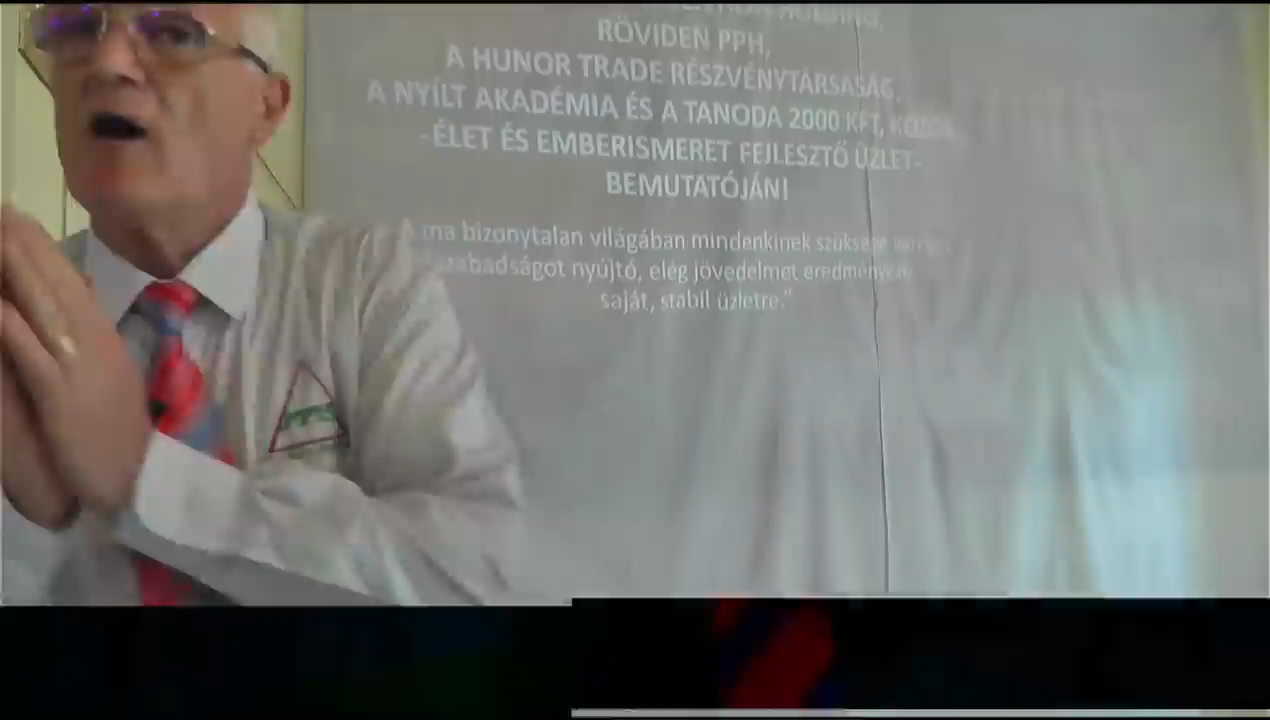 RÖVIDEN PPH,
A HUNOR TRADE RÉSZVÉNYTÁRSASÁG,
A NYÍLT AKADÉMIA ÉS A TANODA 2000 KFT,
-ÉLET ÉS EMBERISMERET FEJLESZTŐ ÜZLET-
BEMUTATÓJÁN!
A ma bizonytalan világában mindenkinek szüksége
szabadságot nyújtó, elég jövedelmet
saját, stabil üzletre."